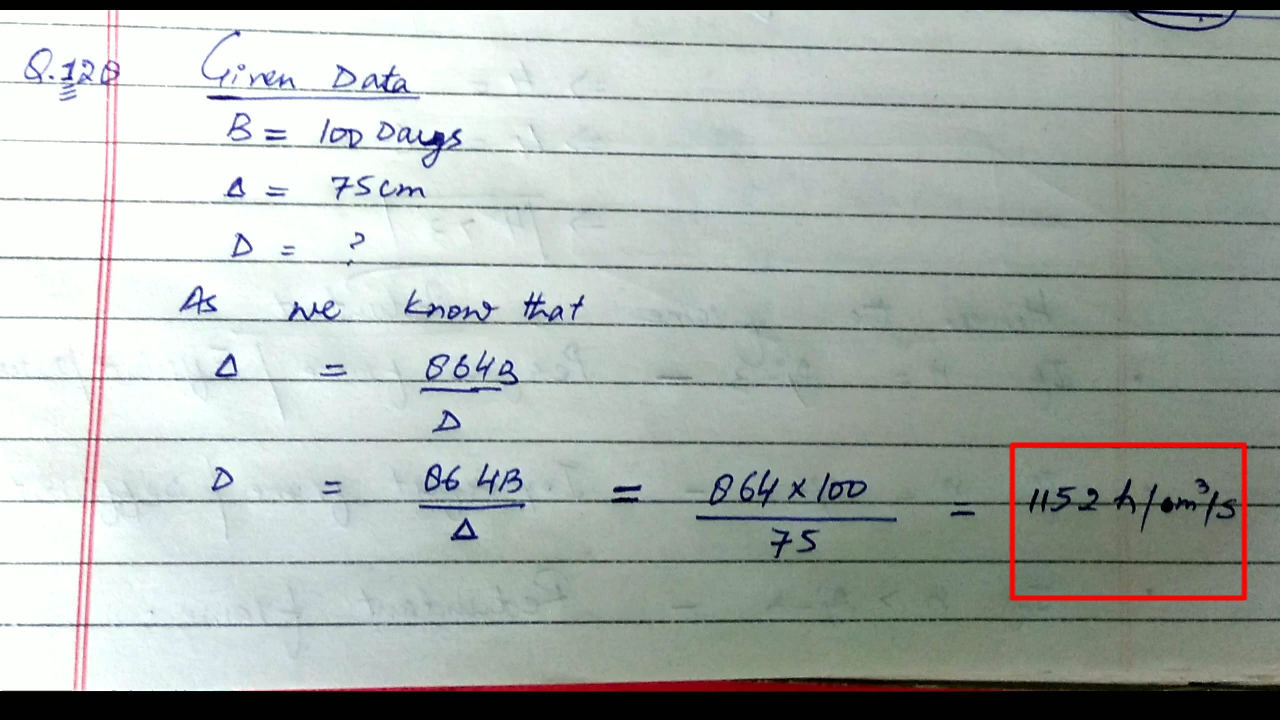 Q.120 Given Data
B = 100 Days
Δ = 75cm
D = ?
As we know that
Δ = 864B
D
D = 864B = 864 × 100 = 1152 h/cm³/s
Δ 75